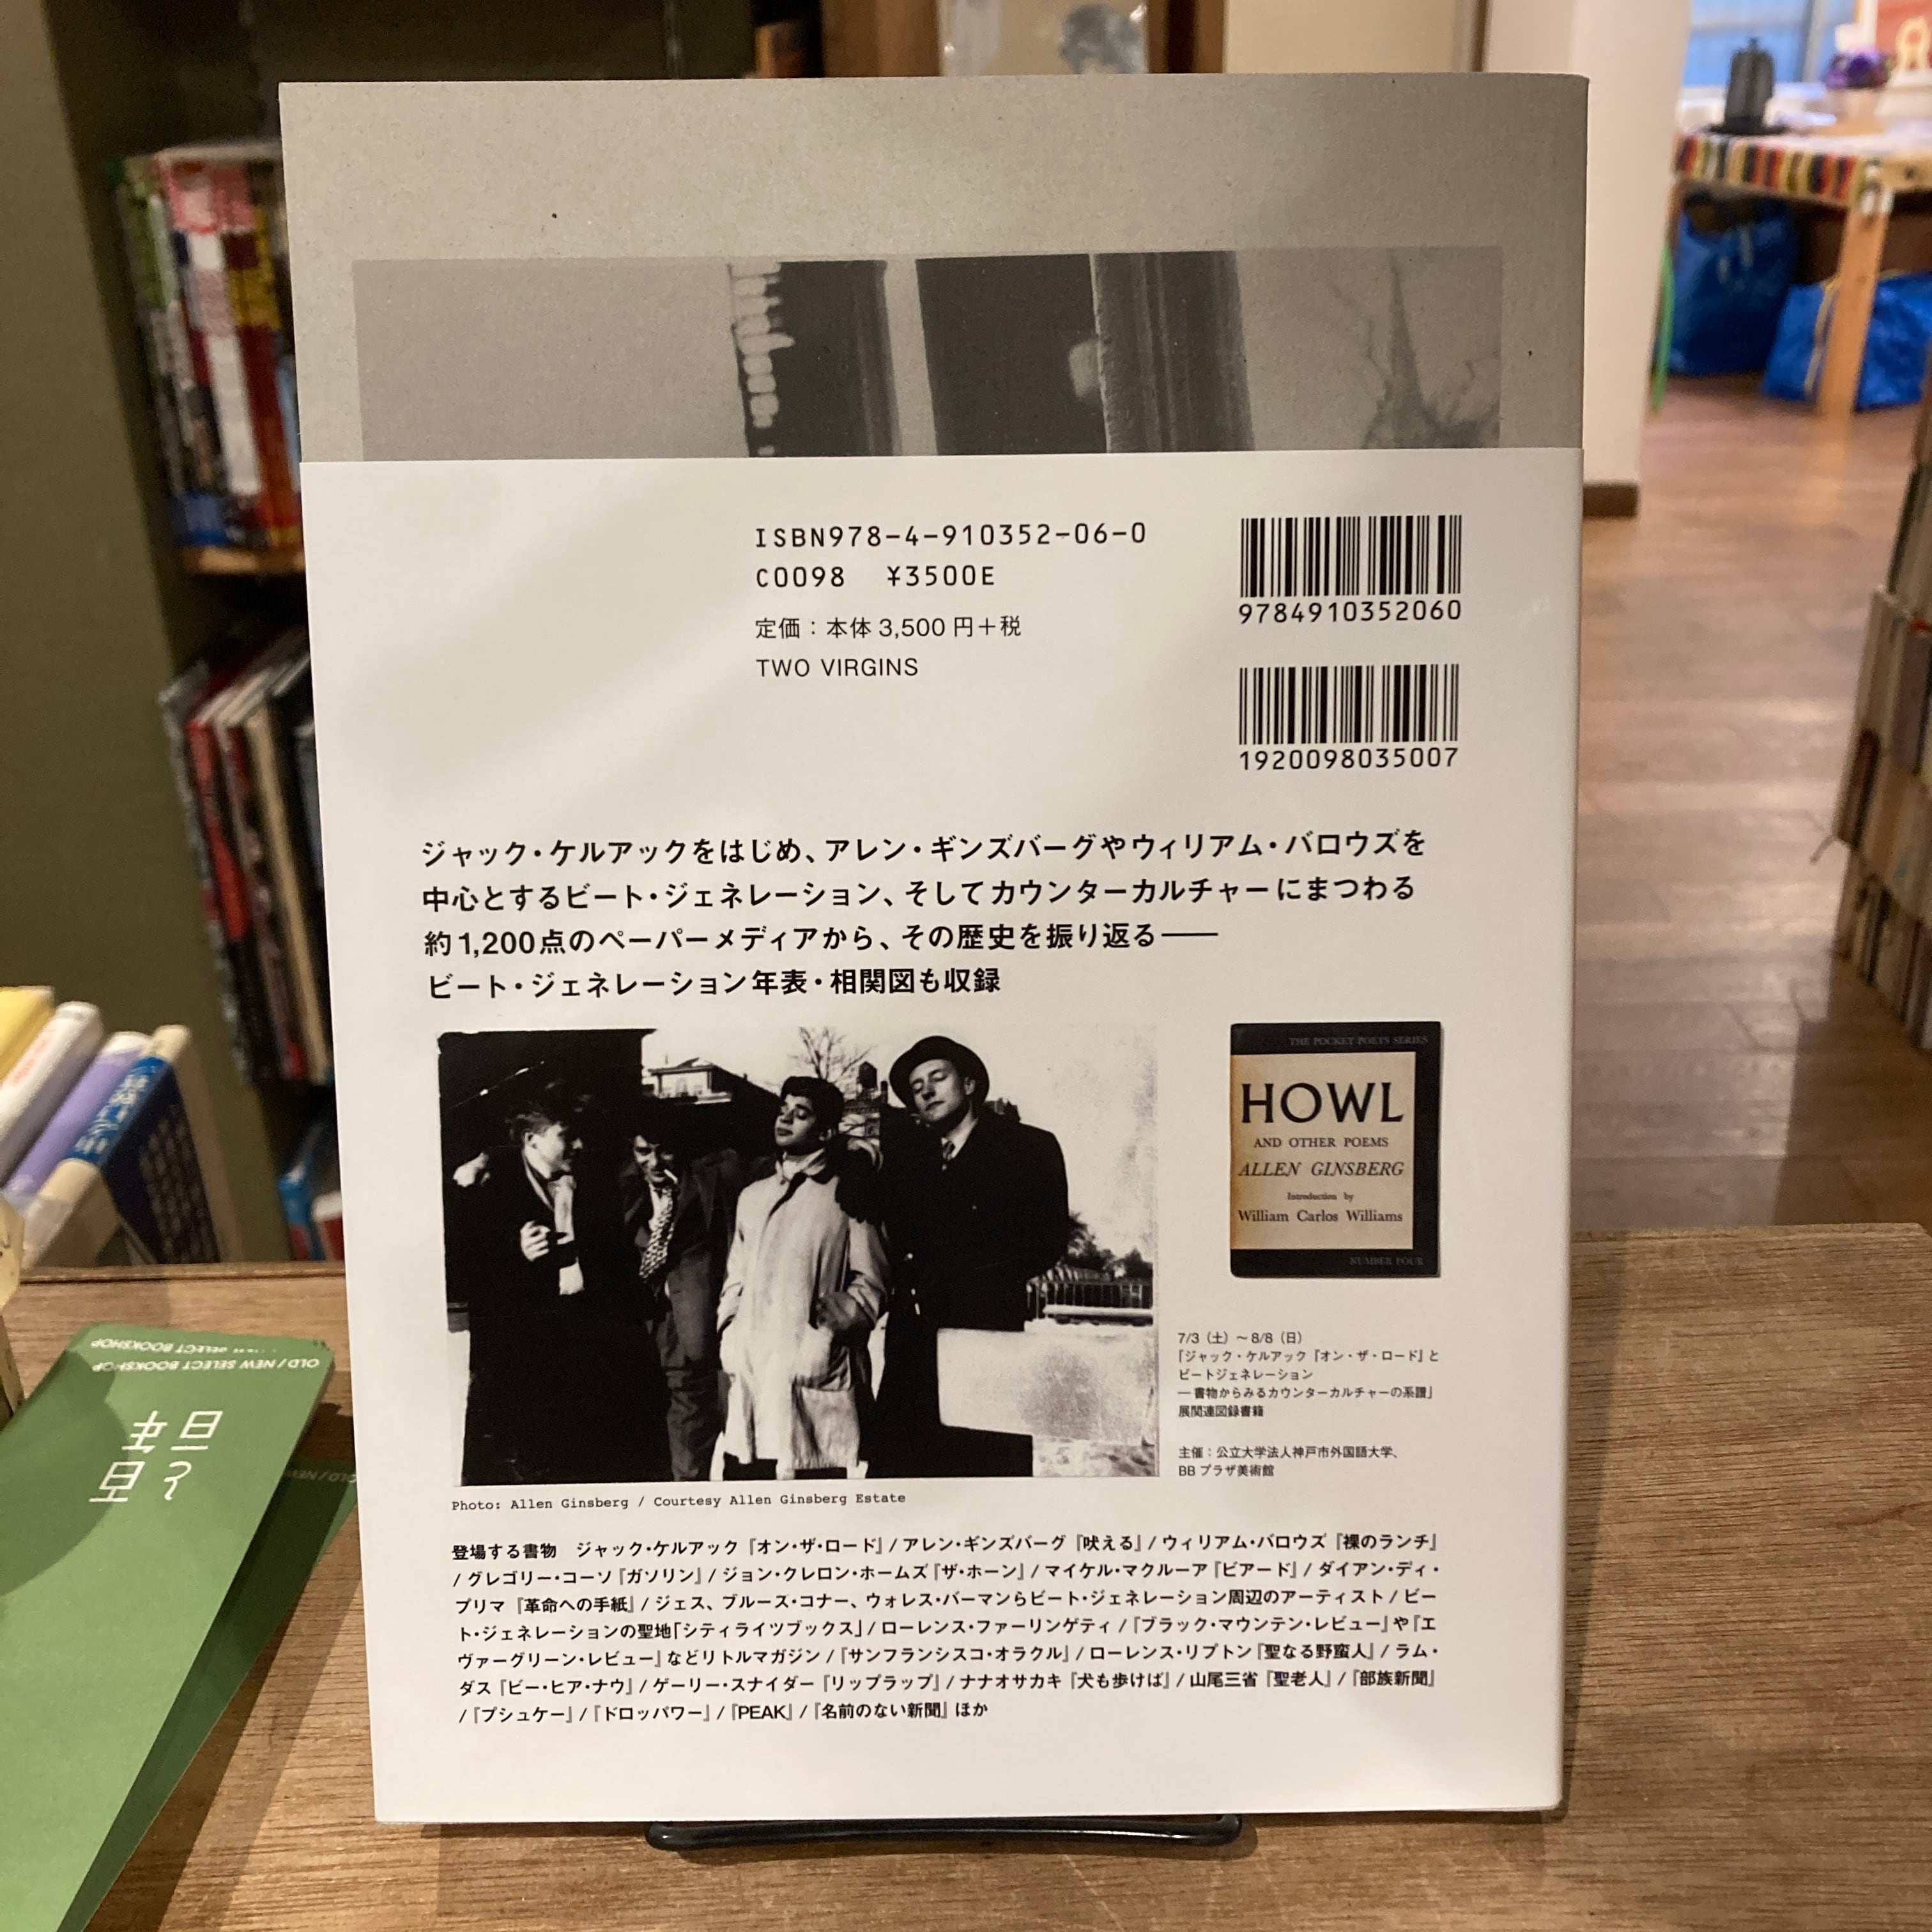 ISBN978-4-910352-06-0
C0098 ¥3500E
定価：本体3,500円＋税
TWO VIRGINS
9784910352060
1920098035007
ジャック・ケルアックをはじめ、アレン・ギンズバーグやウィリアム・バロウズを
中心とするビート・ジェネレーション、そしてカウンターカルチャーにまつわる
約1,200点のペーパーメディアから、その歴史を振り返る——
ビート・ジェネレーション年表・相関図も収録
THE POCKET POETS SERIES
HOWL
AND OTHER POEMS
ALLEN GINSBERG
Introduction by
William Carlos Williams
NUMBER FOUR
7/3（土）～8/8（日）
「ジャック・ケルアック『オン・ザ・ロード』と
ビートジェネレーション
—書物からみるカウンターカルチャーの系譜」
展関連図録書籍
主催：公立大学法人神戸市外国語大学、
BBプラザ美術館
Photo: Allen Ginsberg / Courtesy Allen Ginsberg Estate
登場する書物　ジャック・ケルアック『オン・ザ・ロード』/ アレン・ギンズバーグ『吠える』/ ウィリアム・バロウズ『裸のランチ』
/ グレゴリー・コーソ『ガソリン』/ ジョン・クレロン・ホームズ『ザ・ホーン』/ マイケル・マクルーア『ビアード』/ ダイアン・ディ・
プリマ『革命への手紙』/ ジェス、ブルース・コナー、ウォレス・バーマンらビート・ジェネレーション周辺のアーティスト / ビー
ト・ジェネレーションの聖地「シティライツブックス」/ ローレンス・ファーリンゲティ /『ブラック・マウンテン・レビュー』や『エ
ヴァーグリーン・レビュー』などリトルマガジン /『サンフランシスコ・オラクル』/ ローレンス・リプトン『聖なる野蛮人』/ ラム・
ダス『ビー・ヒア・ナウ』/ ゲーリー・スナイダー『リップラップ』/ ナナオサカキ『犬も歩けば』/ 山尾三省『聖老人』/『部族新聞』
/『プシュケー』/『ドロッパワー』/『PEAK』/『名前のない新聞』ほか
OLD / NEW SELECT BOOKSHOP